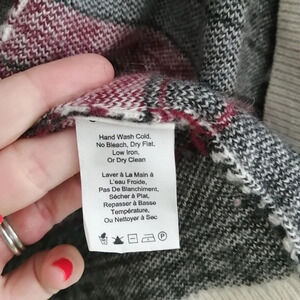 Hand Wash Cold,
No Bleach, Dry Flat,
Low Iron,
Or Dry Clean
Laver à La Main à
L'eau Froide,
Pas De Blanchiment,
Sécher à Plat,
Repasser à Basse
Température,
Ou Nettoyer à Sec